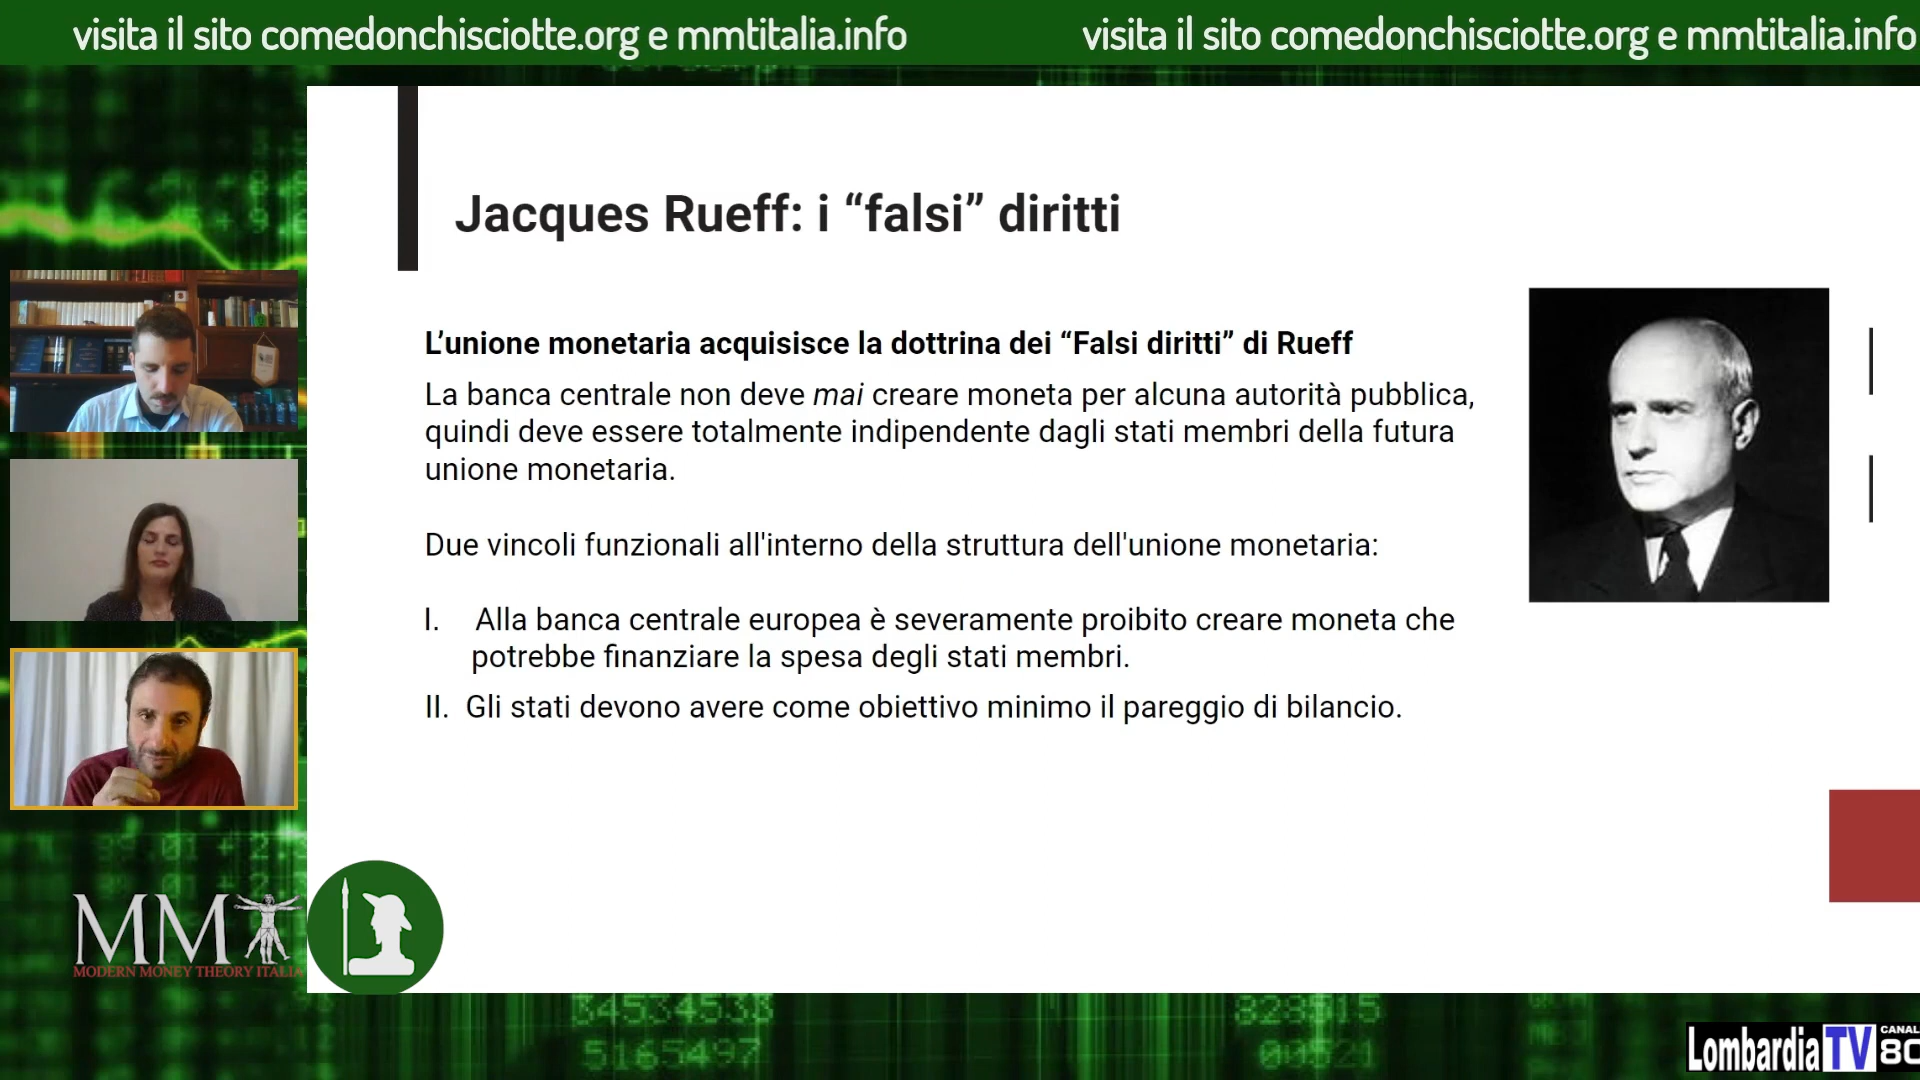 visita il sito comedonchisciotte.org e mmtitalia.info
visita il sito comedonchisciotte.org e mmtitalia.info
Jacques Rueff: i “falsi” diritti
L’unione monetaria acquisisce la dottrina dei “Falsi diritti” di Rueff
La banca centrale non deve mai creare moneta per alcuna autorità pubblica,
quindi deve essere totalmente indipendente dagli stati membri della futura
unione monetaria.
Due vincoli funzionali all'interno della struttura dell'unione monetaria:
I. Alla banca centrale europea è severamente proibito creare moneta che
potrebbe finanziare la spesa degli stati membri.
II. Gli stati devono avere come obiettivo minimo il pareggio di bilancio.
MMT
MODERN MONEY THEORY ITALIA
34534533
5165497
828515
LombardiaTV
CANAL
80